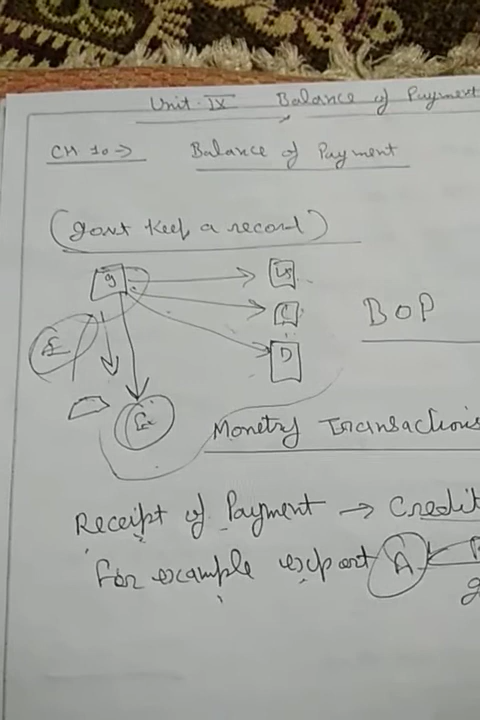 Unit-IX Balance of Payment
CH 10 → Balance of Payment
(Govt keep a record)
g
US
C
D
BOP
Monetry Transactions
Receipt of Payment → Credit
For example export A